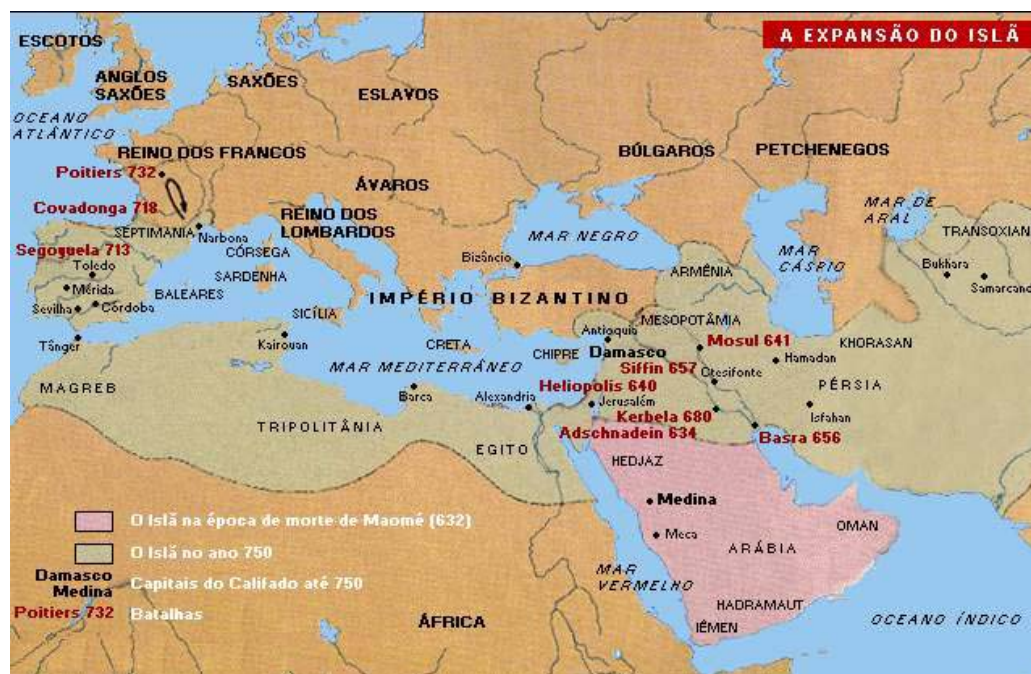 A EXPANSÃO DO ISLÃ
ESCOTOS
ANGLOS
SAXÕES
SAXÕES
ESLAVOS
OCEANO
ATLÂNTICO
REINO DOS FRANCOS
BÚLGAROS
PETCHENEGOS
Poitiers 732
ÁVAROS
Covadonga 718
SEPTIMANIA
Narbona
REINO DOS
LOMBARDOS
MAR DE
ARAL
TRANSOXIAN
MAR NEGRO
Segoguela 713
CÓRSEGA
MAR
CÁSPIO
Toledo
SARDENHA
Bizâncio
ARMÊNIA
Bukhara
Samarcand
Mérida
BALEARES
IMPÉRIO BIZANTINO
Sevilha
Córdoba
SICÍLIA
MESOPOTÂMIA
Antioquia
Mosul 641
KHORASAN
Tânger
Kairouan
CRETA
CHIPRE
Damasco
Hamadan
MAR MEDITERRÂNEO
Siffin 657
Ctesifonte
PÉRSIA
MAGREB
Barca
Alexandria
Heliopolis 640
Jerusalém
Kerbela 680
Isfahan
TRIPOLITÂNIA
Adschnadein 634
Basra 656
EGITO
HEDJAZ
Medina
Meca
OMAN
ARÁBIA
O Islã na época de morte de Maomé (632)
O Islã no ano 750
Damasco
Medina
Capitais do Califado até 750
Poitiers 732
Batalhas
MAR
VERMELHO
HADRAMAUT
IÊMEN
ÁFRICA
OCEANO ÍNDICO